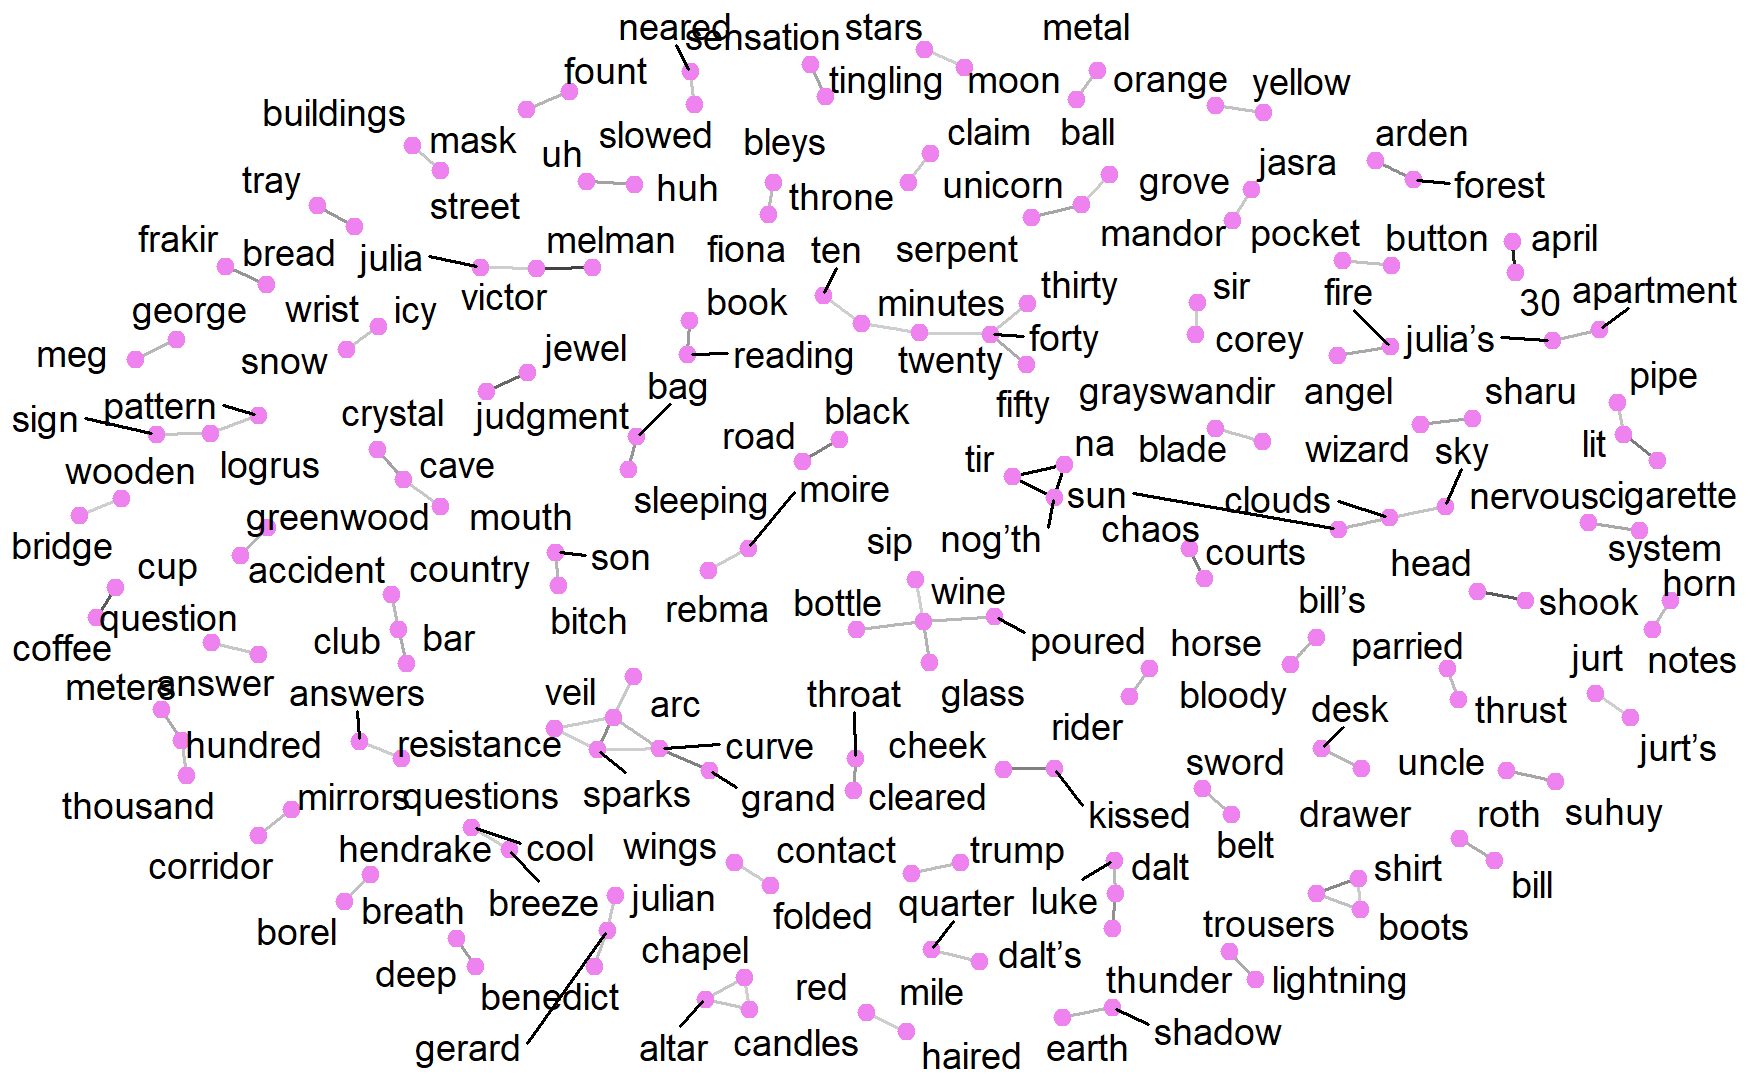 neared
sensation
stars
metal
fount
tingling
moon
orange
yellow
buildings
mask
slowed
bleys
claim
ball
arden
uh
huh
jasra
tray
street
throne
unicorn
grove
forest
frakir
bread
julia
melman
fiona
ten
serpent
mandor
pocket
button
april
george
wrist
icy
victor
book
minutes
thirty
sir
fire
30
apartment
meg
snow
jewel
reading
twenty
forty
corey
julia's
sign
pattern
crystal
judgment
bag
black
fifty
grayswandir
angel
sharu
pipe
wooden
logrus
cave
road
tir
na
blade
wizard
sky
lit
bridge
greenwood
mouth
sleeping
moire
sun
clouds
nervous
cigarette
cup
accident
country
son
sip
nog'th
chaos
courts
head
system
coffee
question
club
bar
bitch
rebma
bottle
wine
poured
horse
bill's
shook
horn
meters
answer
answers
veil
arc
throat
glass
rider
bloody
parried
jurt
notes
hundred
resistance
curve
cheek
desk
thrust
jurt's
thousand
mirrors
questions
sparks
grand
cleared
kissed
sword
uncle
drawer
roth
suhuy
corridor
hendrake
cool
wings
contact
trump
dalt
belt
shirt
bill
borel
breath
breeze
julian
folded
quarter
luke
trousers
boots
deep
benedict
chapel
dalt's
thunder
lightning
gerard
altar
candles
red
mile
haired
earth
shadow